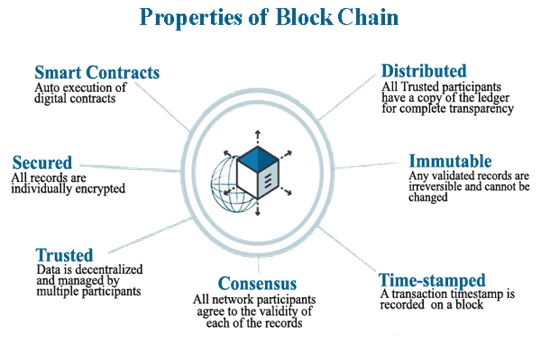 Properties of Block Chain
Smart Contracts
Auto execution of
digital contracts
Distributed
All Trusted participants
have a copy of the ledger
for complete transparency
Secured
All records are
individually encrypted
Immutable
Any validated records are
irreversible and cannot be
changed
Trusted
Data is decentralized
and managed by
multiple participants
Consensus
All network participants
agree to the validity of
each of the records
Time-stamped
A transaction timestamp is
recorded on a block